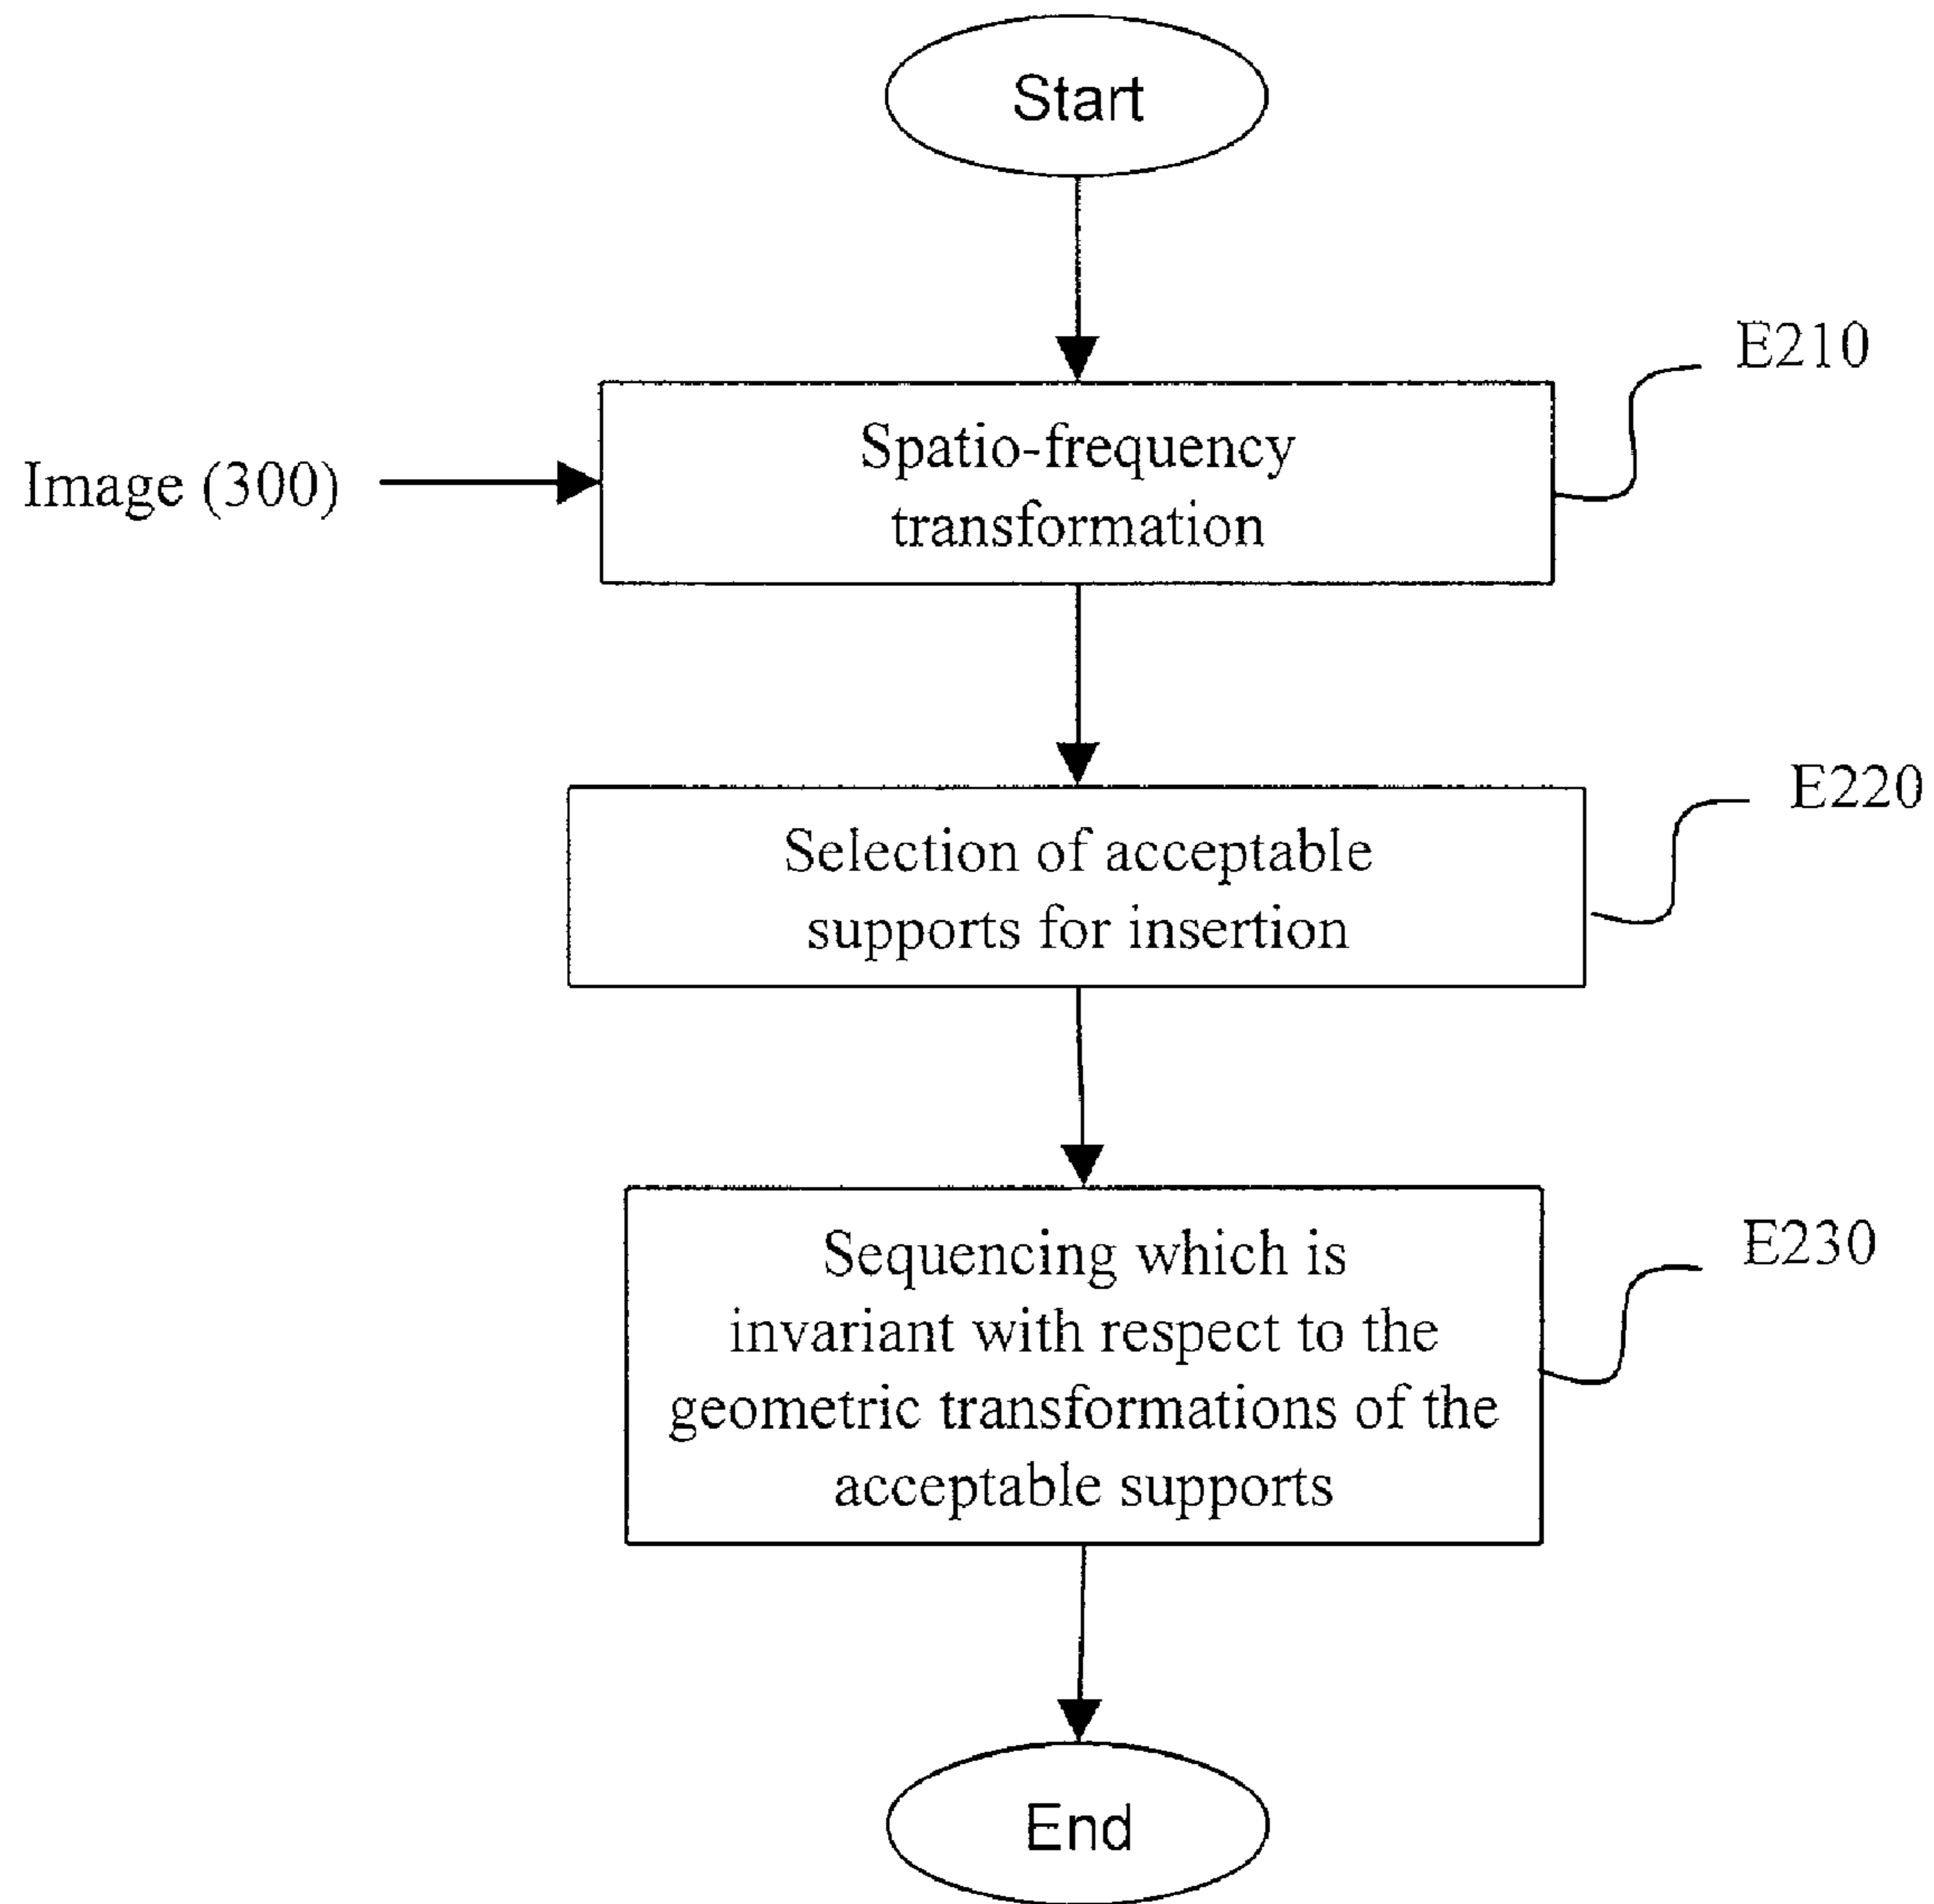 Start
E210
Image (300)
Spatio-frequency
transformation
E220
Selection of acceptable
supports for insertion
E230
Sequencing which is
invariant with respect to the
geometric transformations of the
acceptable supports
End